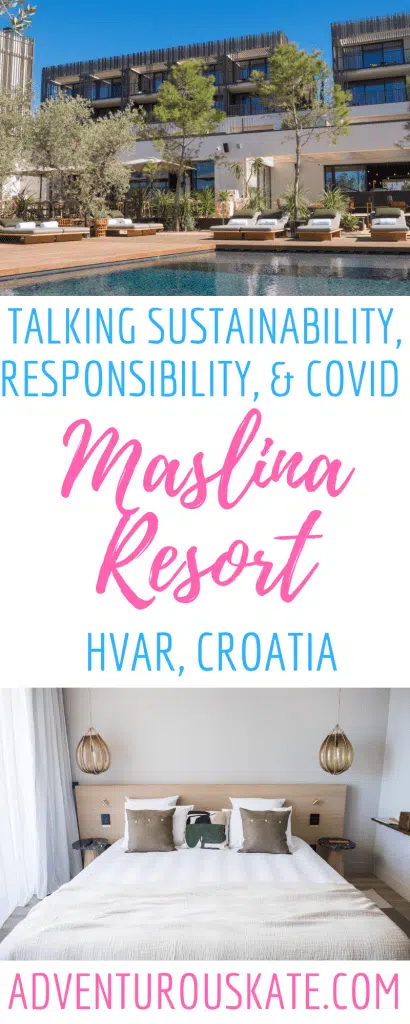 TALKING SUSTAINABILITY,
RESPONSIBILITY, & COVID
Maslina
Resort
HVAR, CROATIA
ADVENTUROUSKATE.COM